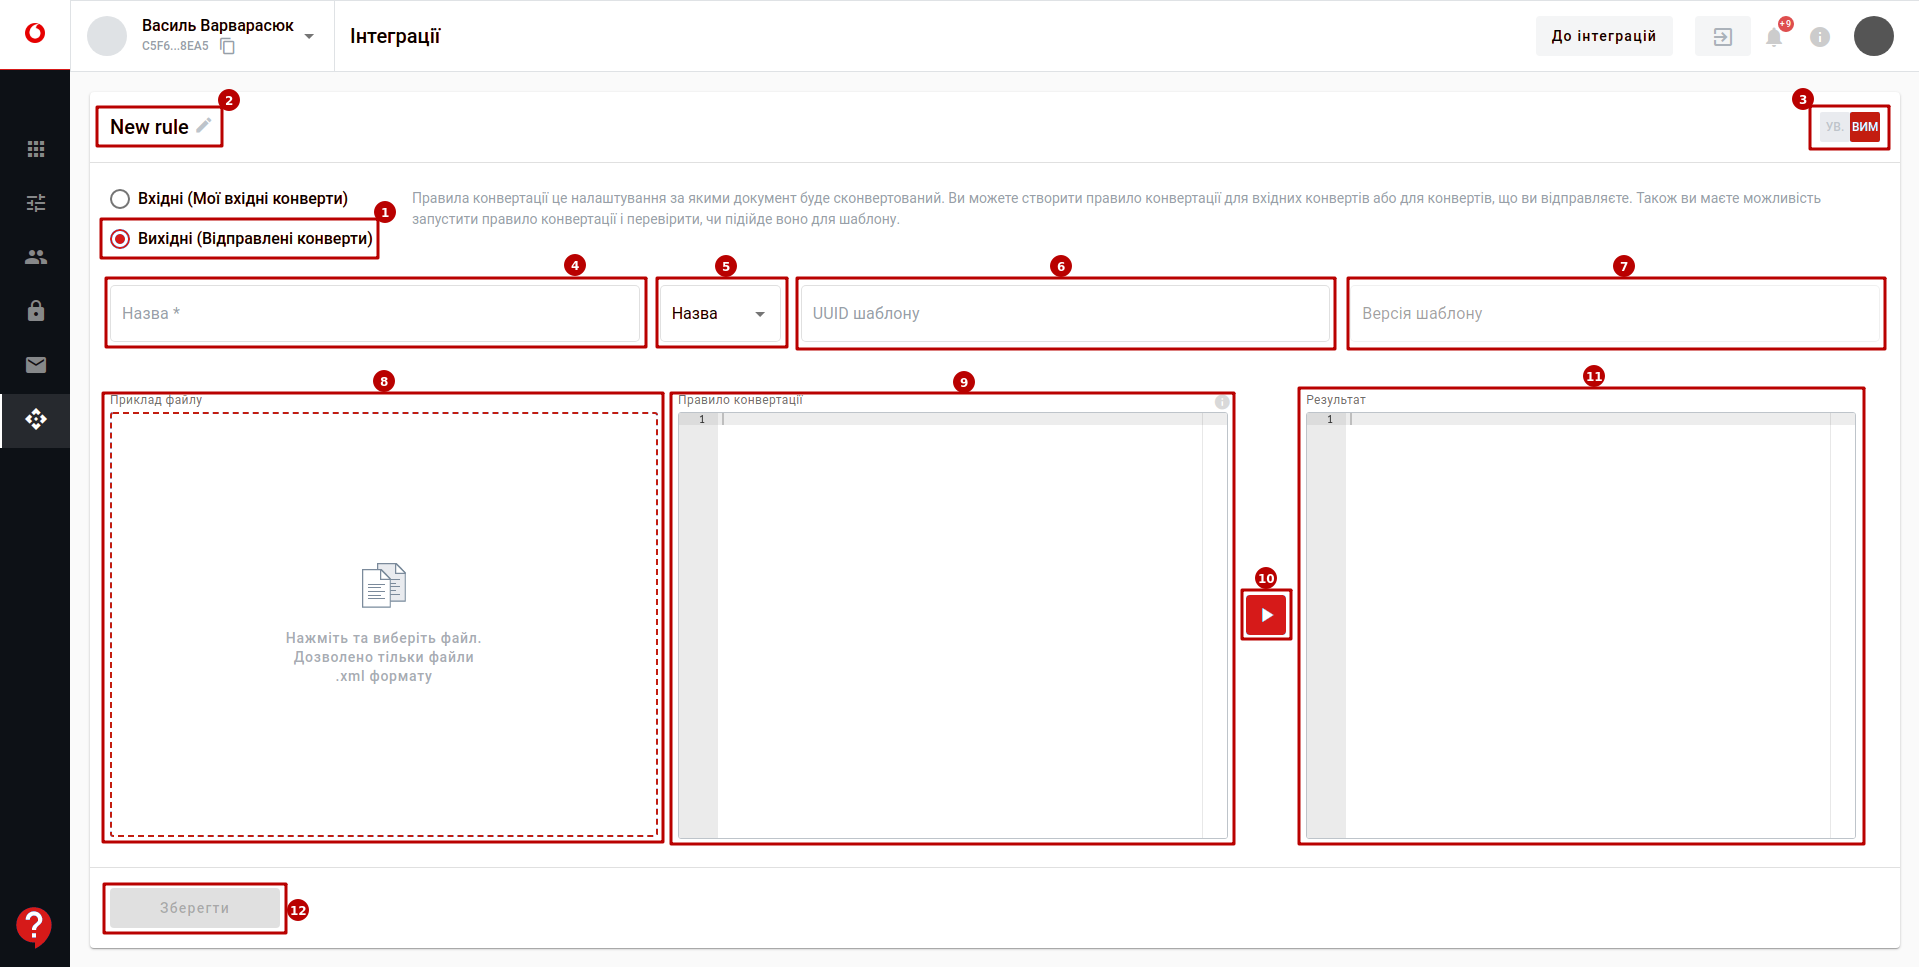 Василь Варварасюк
C5F6...8EA5
Інтеграції
До інтеграцій
+9
2
New rule
3
УВ.
ВИМ
Вхідні (Мої вхідні конверти)
1
Вихідні (Відправлені конверти)
Правила конвертації це налаштування за якими документ буде сконвертований. Ви можете створити правило конвертації для вхідних конвертів або для конвертів, що ви відправляєте. Також ви маєте можливість
запустити правило конвертації і перевірити, чи підійде воно для шаблону.
4
5
6
7
Назва *
Назва
UUID шаблону
Версія шаблону
8
9
11
Приклад файлу
Правило конвертації
Результат
1
1
Нажміть та виберіть файл.
Дозволено тільки файли
.xml формату
10
Зберегти
12